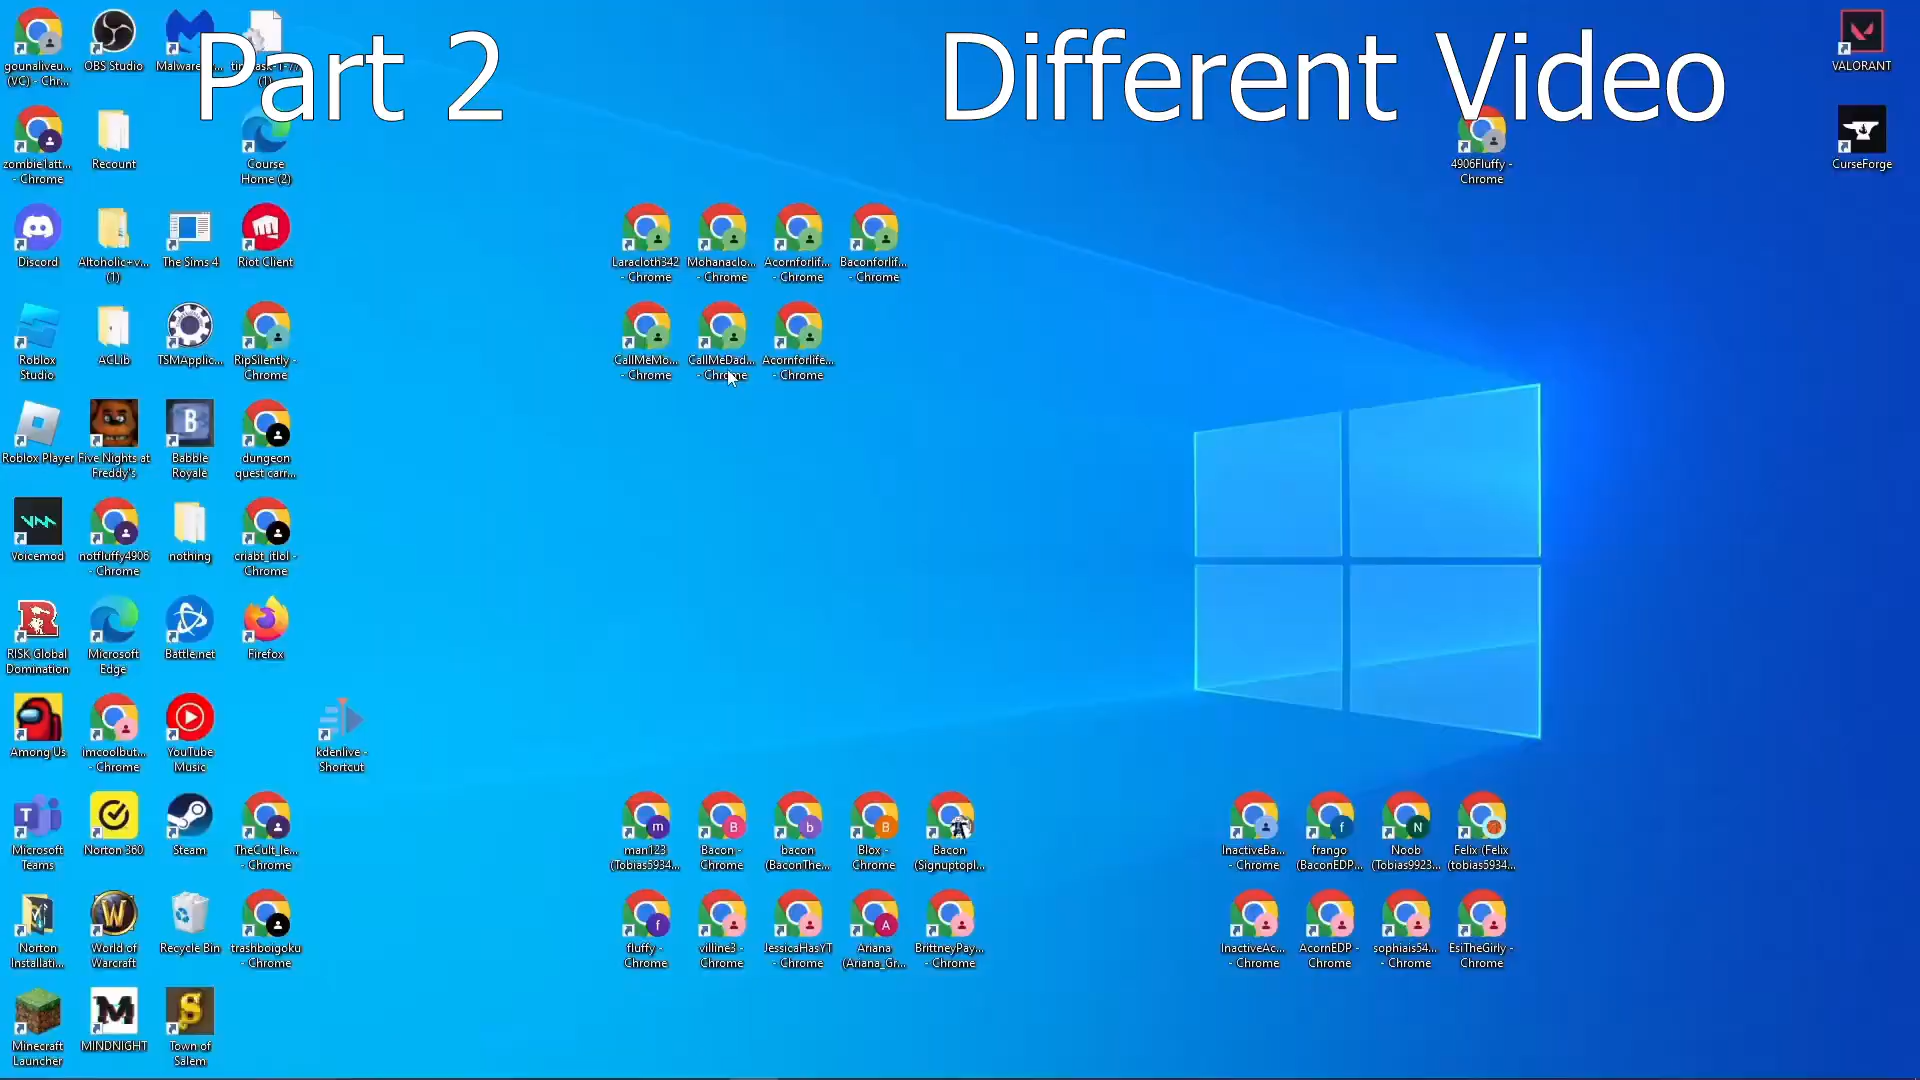 Part 2
Different Video
gounaliveu...
(VC) - Chr...
OBS Studio
(1)
VALORANT
zombie1att...
- Chrome
Recount
Course
Home (2)
4906Fluffy -
Chrome
CurseForge
Discord
Altoholic+v...
(1)
The Sims 4
Riot Client
Laracloth342
- Chrome
Mohanaclo...
- Chrome
Acornforlif...
- Chrome
Baconforlif...
- Chrome
Roblox
Studio
ACLib
TSMApplic...
RipSilently -
Chrome
CallMeMo...
- Chrome
CallMeDad...
- Chrome
Acornforlife...
- Chrome
Roblox Player
Five Nights at
Freddy's
B
Babble
Royale
dungeon
quest carr...
Voicemod
notfluffy4906
- Chrome
nothing
criabt_itlol -
Chrome
RISK Global
Domination
Microsoft
Edge
Battle.net
Firefox
Among Us
imcoolbut...
- Chrome
YouTube
Music
kdenlive -
Shortcut
Microsoft
Teams
Norton 360
Steam
TheCult_le...
- Chrome
man123
(Tobias5934...
Bacon -
Chrome
bacon
(BaconThe...
Blox -
Chrome
Bacon
(Signuptopl...
InactiveBa...
- Chrome
frango
(BaconEDP...
Noob
(Tobias9923...
Felix (Felix
(tobias5934...
Norton
Installati...
World of
Warcraft
Recycle Bin
trashboigoku
- Chrome
fluffy -
Chrome
villine3 -
Chrome
JessicaHasYT
- Chrome
Ariana
(Ariana_Gr...
BrittneyPay...
- Chrome
InactiveAc...
- Chrome
AcornEDP -
Chrome
sophiais54...
- Chrome
EsiTheGirly -
Chrome
Minecraft
Launcher
MINDNIGHT
Town of
Salem